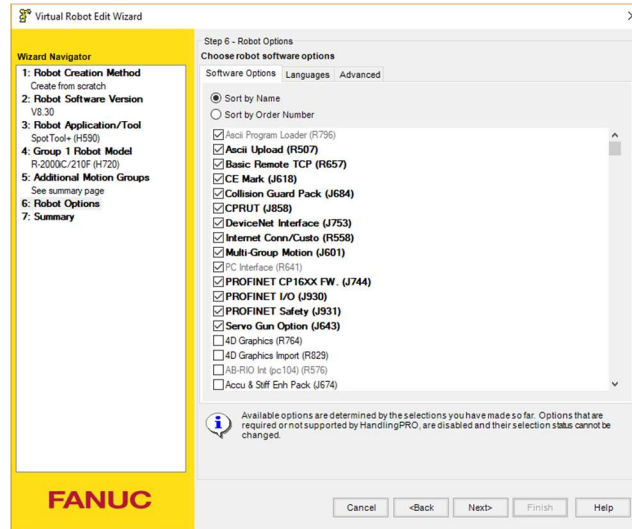 Virtual Robot Edit Wizard
Wizard Navigator
1: Robot Creation Method
Create from scratch
2: Robot Software Version
V8.30
3: Robot Application/Tool
SpotTool+ (H590)
4: Group 1 Robot Model
R-2000iC/210F (H720)
5: Additional Motion Groups
See summary page
6: Robot Options
7: Summary
FANUC
Step 6 - Robot Options
Choose robot software options
Software Options Languages Advanced
Sort by Name
Sort by Order Number
Ascii Program Loader (R796)
Ascii Upload (R507)
Basic Remote TCP (R657)
CE Mark (J618)
Collision Guard Pack (J684)
CPRUT (J858)
DeviceNet Interface (J753)
Internet Conn/Custo (R558)
Multi-Group Motion (J601)
PC Interface (R641)
PROFINET CP16XX FW. (J744)
PROFINET I/O (J930)
PROFINET Safety (J931)
Servo Gun Option (J643)
4D Graphics (R764)
4D Graphics Import (R829)
AB-RIO Int (pc104) (R576)
Accu & Stiff Enh Pack (J674)
Available options are determined by the selections you have made so far. Options that are
required or not supported by HandlingPRO, are disabled and their selection status cannot be
changed.
Cancel <Back Next> Finish Help